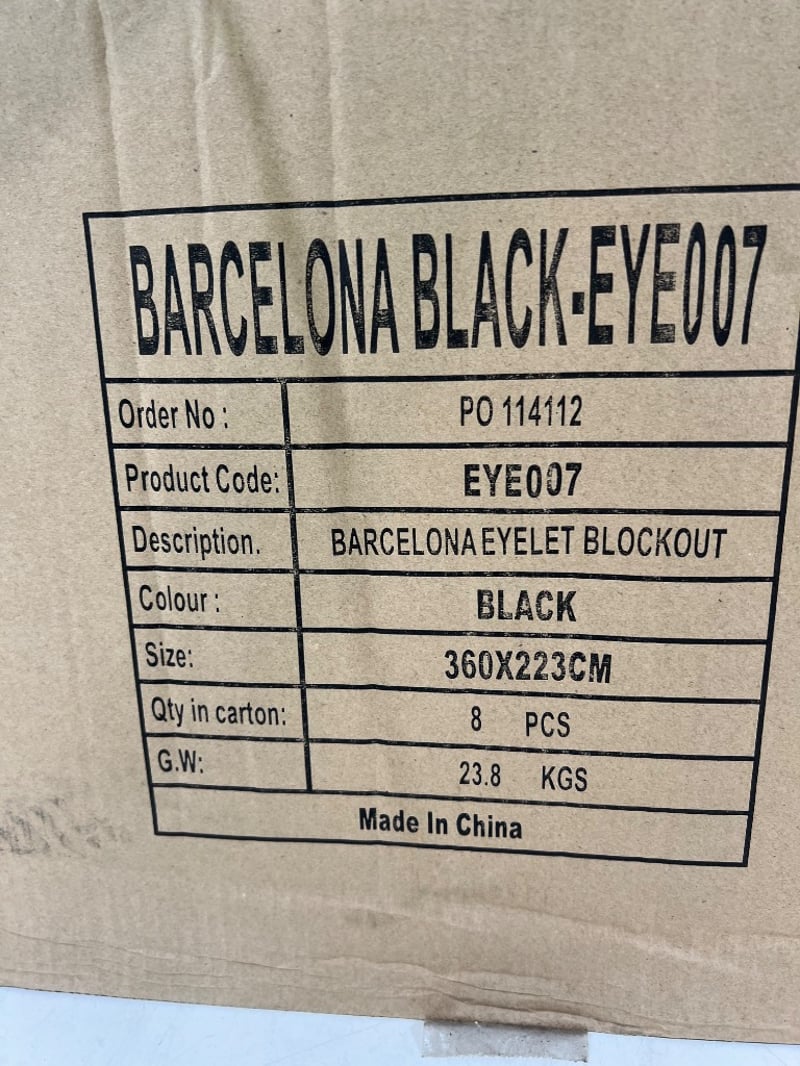 BARCELONA BLACK-EYE007
Order No : PO 114112
Product Code: EYE007
Description. BARCELONA EYELET BLOCKOUT
Colour : BLACK
Size: 360X223CM
Qty in carton: 8 PCS
G.W: 23.8 KGS
Made In China